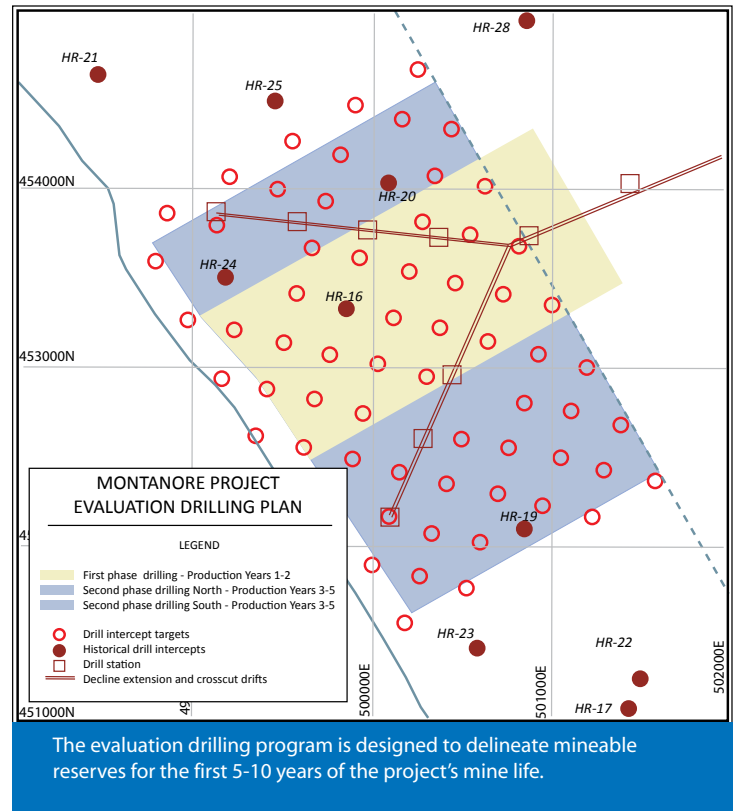 HR-28
HR-21
HR-25
454000N
HR-20
HR-24
HR-16
453000N
MONTANORE PROJECT
EVALUATION DRILLING PLAN
LEGEND
First phase drilling - Production Years 1-2
Second phase drilling North - Production Years 3-5
Second phase drilling South - Production Years 3-5
Drill intercept targets
Historical drill intercepts
Drill station
Decline extension and crosscut drifts
HR-19
HR-23
HR-22
HR-17
451000N
500000E
501000E
502000E
The evaluation drilling program is designed to delineate mineable
reserves for the first 5-10 years of the project's mine life.